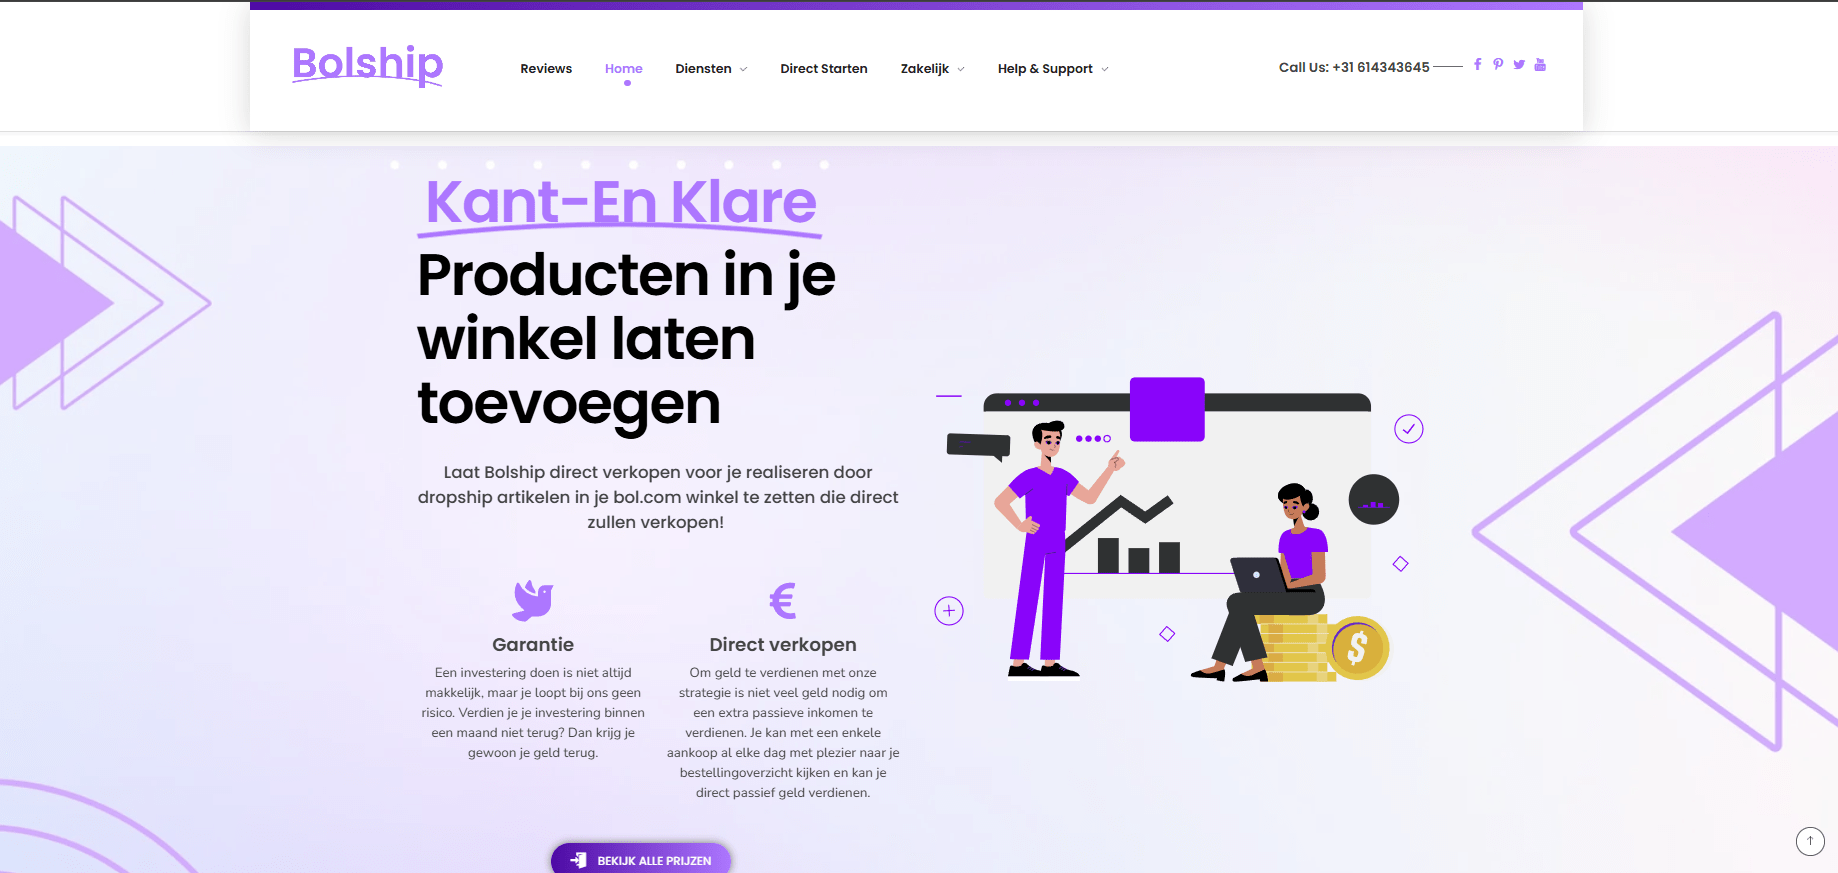 Bolship
Reviews
Home
Diensten
Direct Starten
Zakelijk
Help & Support
Call Us: +31 614343645
Kant-En Klare
Producten in je
winkel laten
toevoegen
Laat Bolship direct verkopen voor je realiseren door
dropship artikelen in je bol.com winkel te zetten die direct
zullen verkopen!
Garantie
Een investering doen is niet altijd
makkelijk, maar je loopt bij ons geen
risico. Verdien je je investering binnen
een maand niet terug? Dan krijg je
gewoon je geld terug.
€
Direct verkopen
Om geld te verdienen met onze
strategie is niet veel geld nodig om
een extra passieve inkomen te
verdienen. Je kan met een enkele
aankoop al elke dag met plezier naar je
bestellingoverzicht kijken en kan je
direct passief geld verdienen.
$
BEKIJK ALLE PRIJZEN